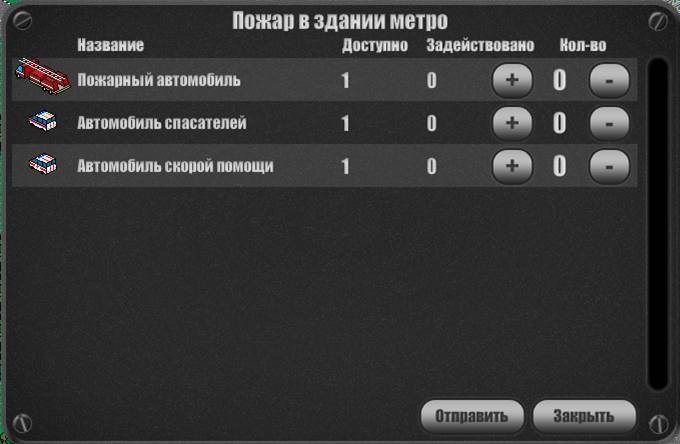 Пожар в здании метро
Название Доступно Задействовано Кол-во
Пожарный автомобиль 1 0 + 0 -
Автомобиль спасателей 1 0 + 0 -
Автомобиль скорой помощи 1 0 + 0 -
Отправить Закрыть